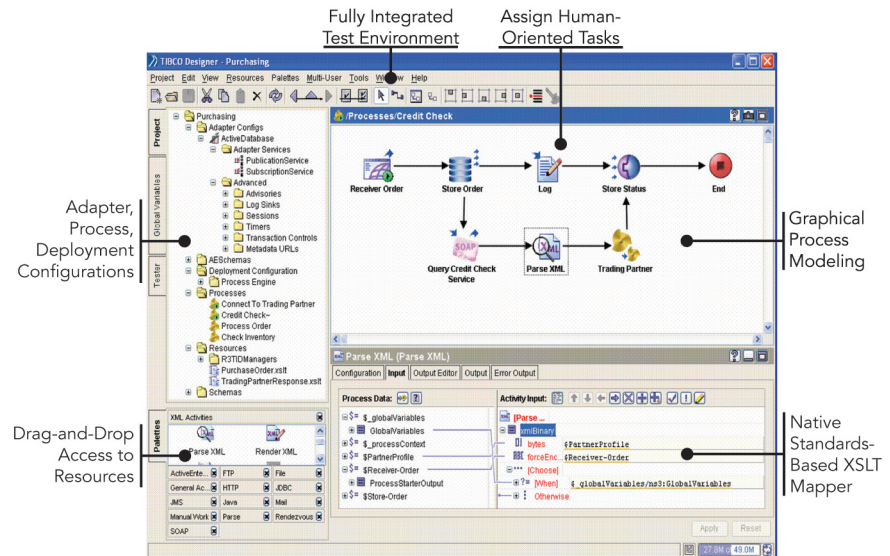 Fully Integrated
Test Environment
Assign Human-
Oriented Tasks
TIBCO Designer - Purchasing
Project Edit View Resources Palettes Multi-User Tools Help
Project
Global Variables
Tester
Purchasing
Adapter Configs
ActiveDatabase
Adapter Services
PublicationService
SubscriptionService
Advanced
Advisories
Log Sinks
Sessions
Timers
Transaction Controls
Metadata URLs
AESchemas
Deployment Configuration
Process Engine
Processes
Connect To Trading Partner
Credit Check~
Process Order
Check Inventory
Resources
R3TIDManagers
PurchaseOrder.xslt
TradingPartnerResponse.xslt
Schemas
/Processes/Credit Check
Receiver Order
Store Order
Log
Store Status
End
SOAP
Query Credit Check
Service
Parse XML
Trading Partner
Adapter,
Process,
Deployment
Configurations
Graphical
Process
Modeling
Parse XML (Parse XML)
Configuration Input Output Editor Output Error Output
Process Data:
$_globalVariables
GlobalVariables
$_processContext
$PartnerProfile
$Receiver-Order
ProcessStarterOutput
$Store-Order
Activity Input:
[Parse ...
xmlBinary
bytes $PartnerProfile
forceEnc... $Receiver-Order
[Choose]
[When] $_globalVariables/ns3:GlobalVariables
Otherwise
Apply Reset
27.8M of 49.0M
Palettes
XML Activities
Parse XML Render XML
ActiveEnte... FTP File
General Ac... HTTP JDBC
JMS Java Mail
Manual Work Parse Rendezvous
SOAP
Drag-and-Drop
Access to
Resources
Native
Standards-
Based XSLT
Mapper